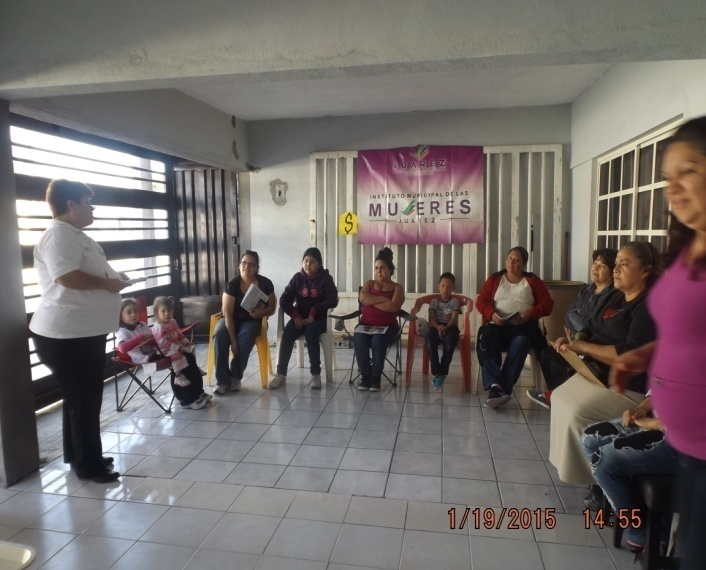 JUÁREZ
INSTITUTO MUNICIPAL DE LAS
MUJERES
JUÁREZ
$
1/19/2015 14:55